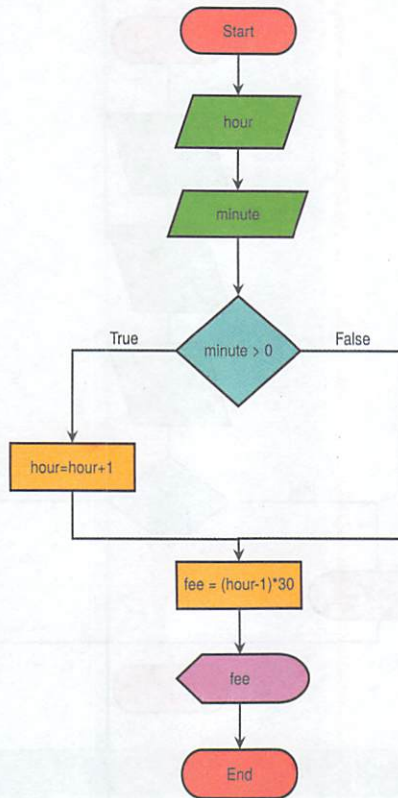 Start
hour
minute
True
minute > 0
False
hour=hour+1
fee = (hour-1)*30
fee
End